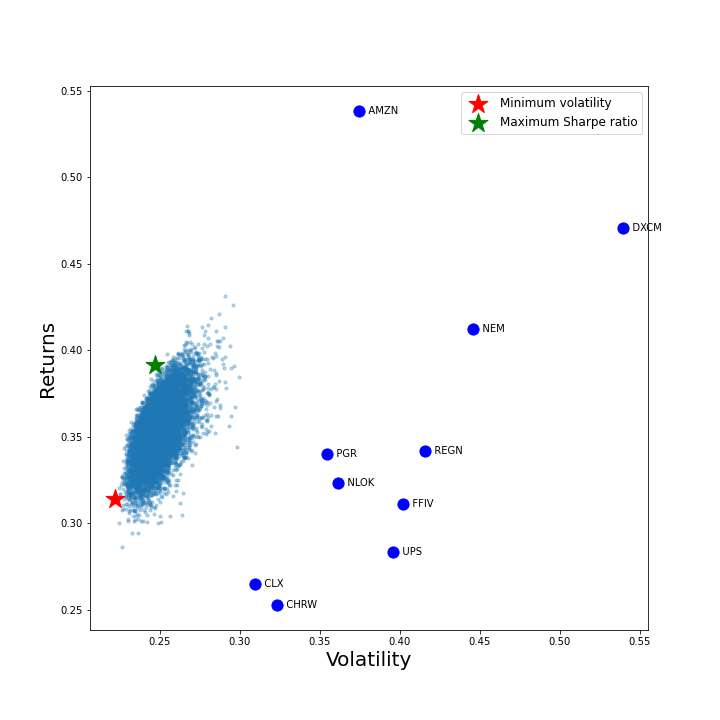 0.55
0.50
0.45
0.40
0.35
0.30
0.25
Returns
Minimum volatility
Maximum Sharpe ratio
AMZN
DXCM
NEM
PGR
REGN
NLOK
FFIV
UPS
CLX
CHRW
0.25 0.30 0.35 0.40 0.45 0.50 0.55
Volatility